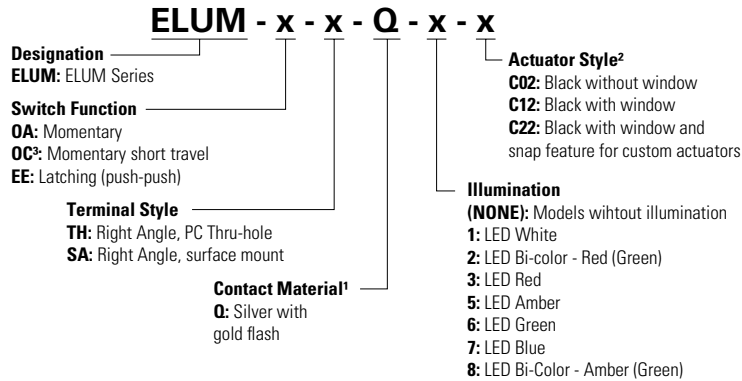 ELUM - x - x - Q - x - x
Designation
ELUM: ELUM Series
Switch Function
OA: Momentary
OC³: Momentary short travel
EE: Latching (push-push)
Terminal Style
TH: Right Angle, PC Thru-hole
SA: Right Angle, surface mount
Contact Material¹
Q: Silver with
gold flash
Actuator Style²
C02: Black without window
C12: Black with window
C22: Black with window and
snap feature for custom actuators
Illumination
(NONE): Models wihtout illumination
1: LED White
2: LED Bi-color - Red (Green)
3: LED Red
5: LED Amber
6: LED Green
7: LED Blue
8: LED Bi-Color - Amber (Green)